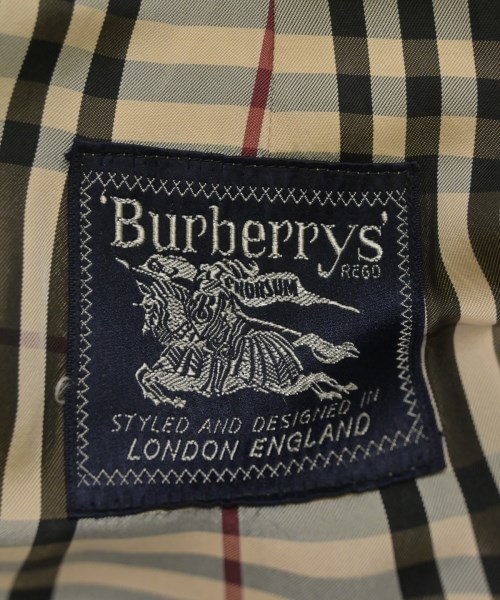 'Burberrys'
REGD
PRORSUM
STYLED AND DESIGNED IN
LONDON ENGLAND